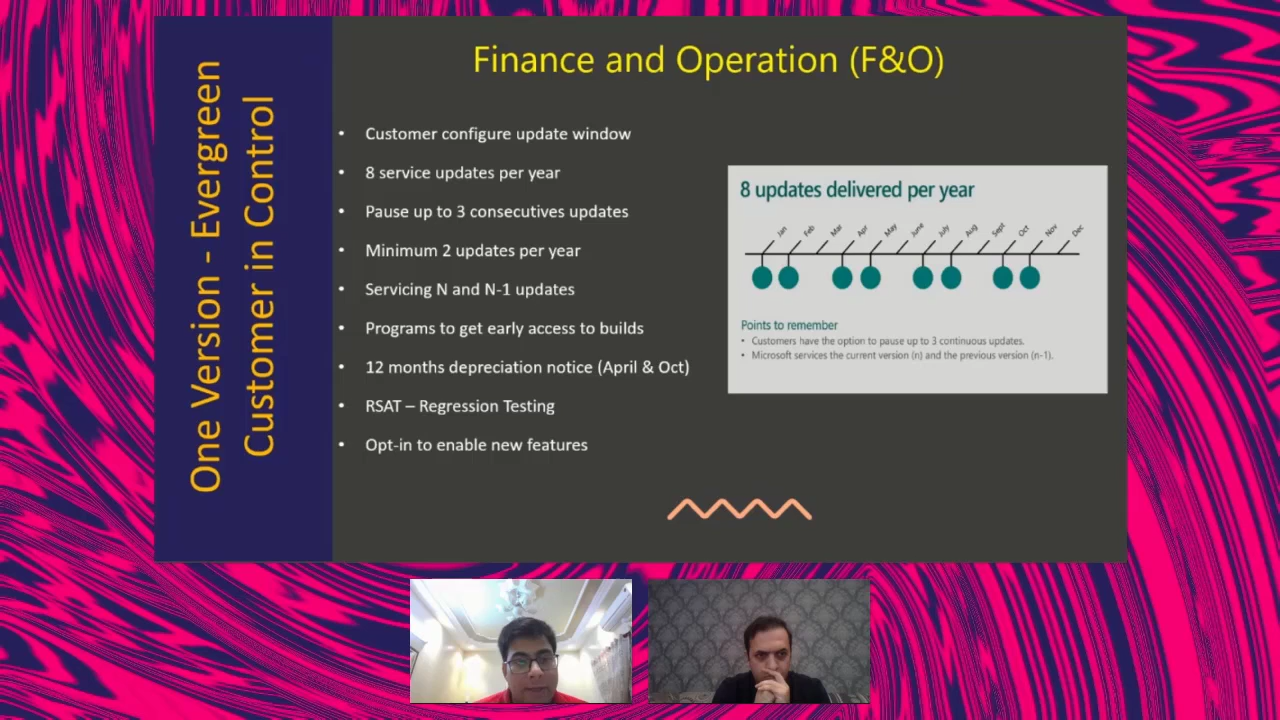 One Version - Evergreen
Customer in Control
Finance and Operation (F&O)
• Customer configure update window
• 8 service updates per year
• Pause up to 3 consecutives updates
• Minimum 2 updates per year
• Servicing N and N-1 updates
• Programs to get early access to builds
• 12 months depreciation notice (April & Oct)
• RSAT – Regression Testing
• Opt-in to enable new features
8 updates delivered per year
Jan Feb Mar Apr May June July Aug Sept Oct Nov Dec
Points to remember
• Customers have the option to pause up to 3 continuous updates.
• Microsoft services the current version (n) and the previous version (n-1).